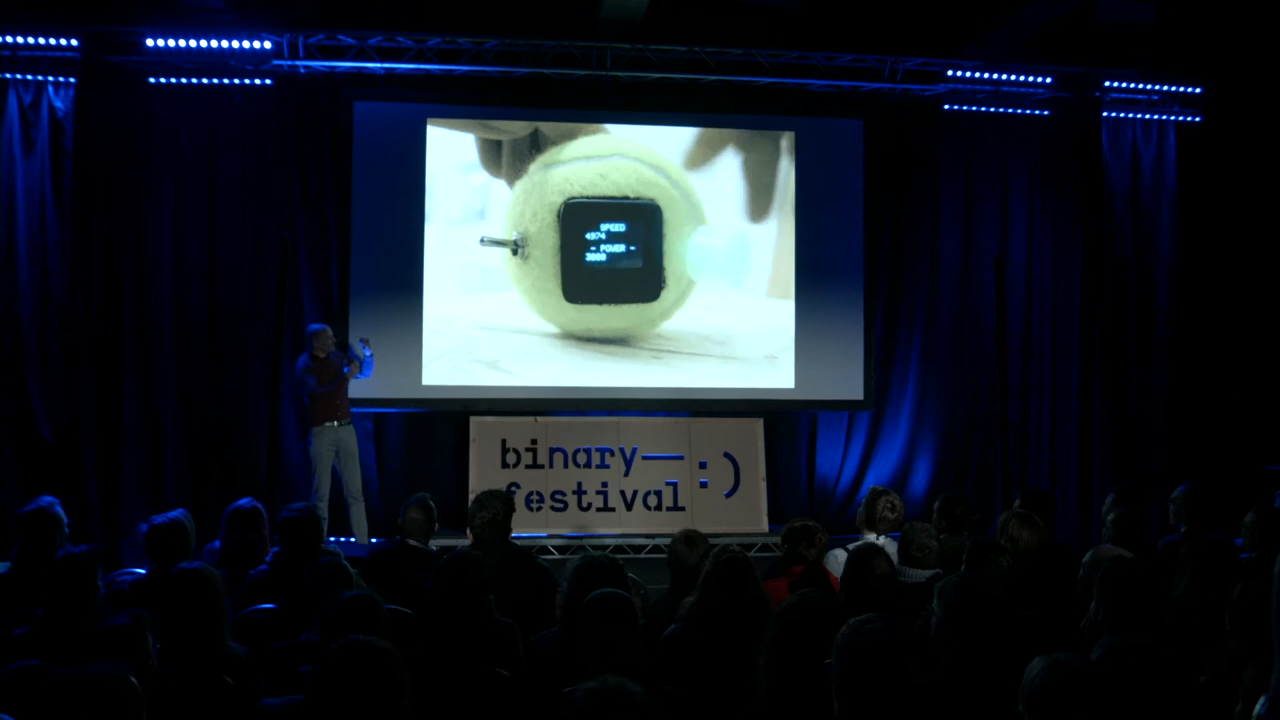 SPEED
4974
- POWER -
3000
binary—:)
festival